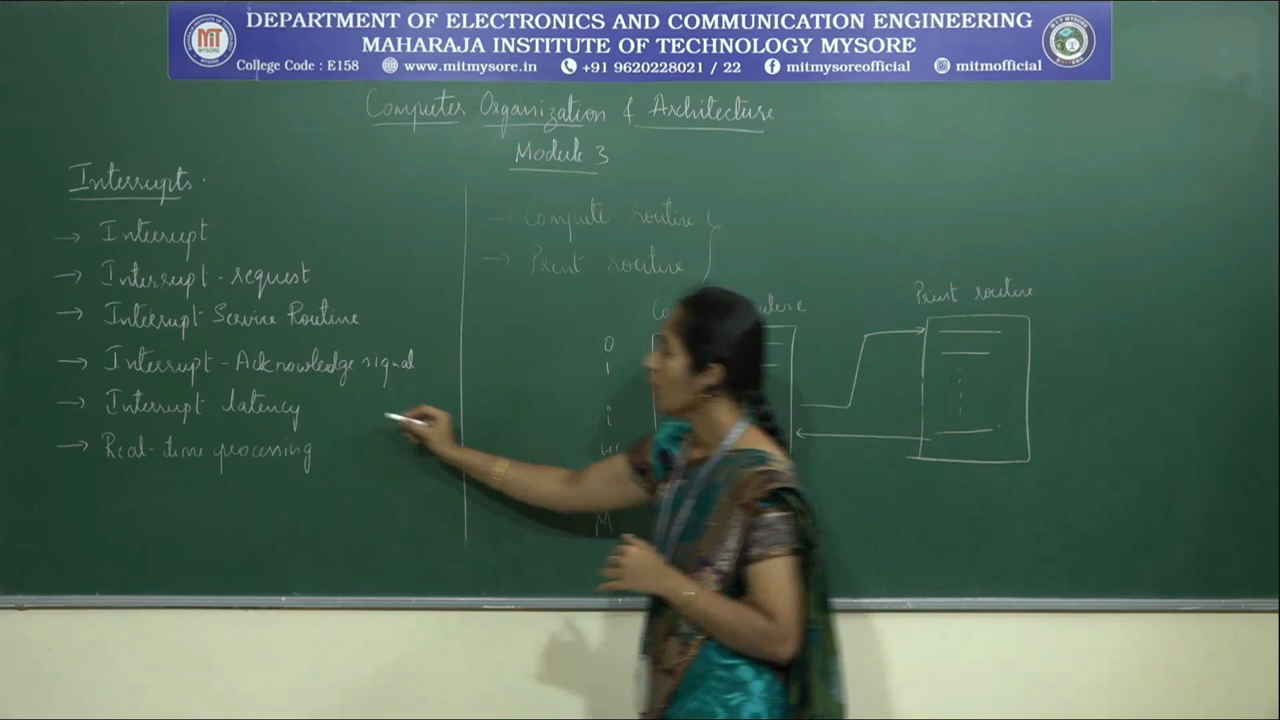 DEPARTMENT OF ELECTRONICS AND COMMUNICATION ENGINEERING
MAHARAJA INSTITUTE OF TECHNOLOGY MYSORE
College Code : E158 www.mitmysore.in +91 9620228021 / 22 mitmysoreofficial mitmofficial
MIT
MYSORE
Computer Organization & Architecture
Module 3
Interrupts.
→ Interrupt
→ Interrupt - request
→ Interrupt Service Routine
→ Interrupt - Acknowledge signal
→ Interrupt latency
→ Real-time processing
→ Compute routine
→ Print routine
Print routine
0
1
i
M